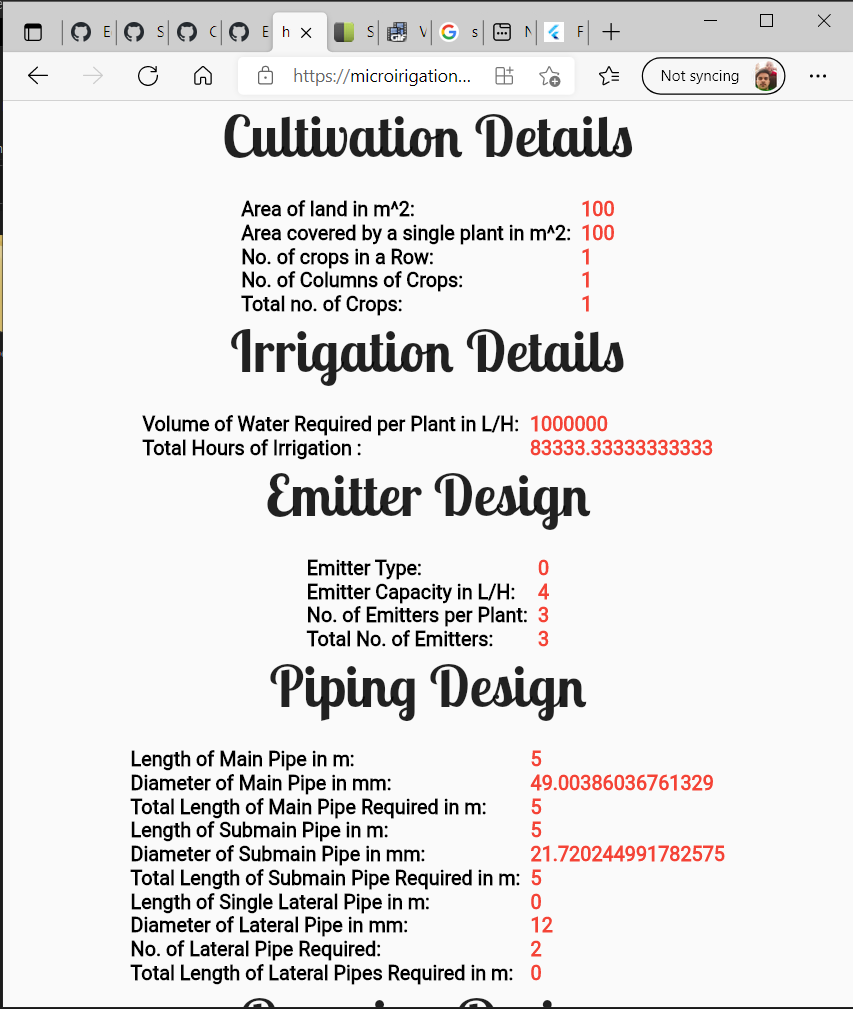 E
S
C
E
h
S
V
s
N
F
https://microirigation...
Not syncing
Cultivation Details
Area of land in m^2: 100
Area covered by a single plant in m^2: 100
No. of crops in a Row: 1
No. of Columns of Crops: 1
Total no. of Crops: 1
Irrigation Details
Volume of Water Required per Plant in L/H: 1000000
Total Hours of Irrigation : 83333.33333333333
Emitter Design
Emitter Type: 0
Emitter Capacity in L/H: 4
No. of Emitters per Plant: 3
Total No. of Emitters: 3
Piping Design
Length of Main Pipe in m: 5
Diameter of Main Pipe in mm: 49.00386036761329
Total Length of Main Pipe Required in m: 5
Length of Submain Pipe in m: 5
Diameter of Submain Pipe in mm: 21.720244991782575
Total Length of Submain Pipe Required in m: 5
Length of Single Lateral Pipe in m: 0
Diameter of Lateral Pipe in mm: 12
No. of Lateral Pipe Required: 2
Total Length of Lateral Pipes Required in m: 0